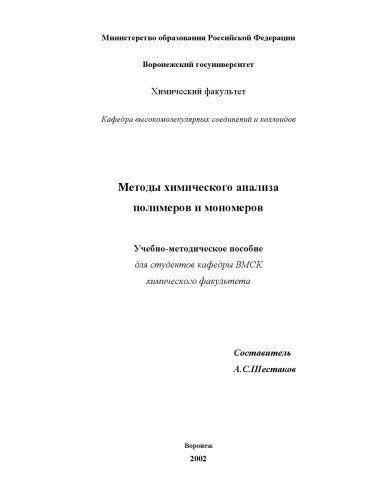 Министерство образования Российской Федерации
Воронежский госуниверситет
Химический факультет
Кафедра высокомолекулярных соединений и коллоидов
Методы химического анализа
полимеров и мономеров
Учебно-методическое пособие
для студентов кафедры ВМСК
химического факультета
Составитель
А.С.Шестаков
Воронеж
2002